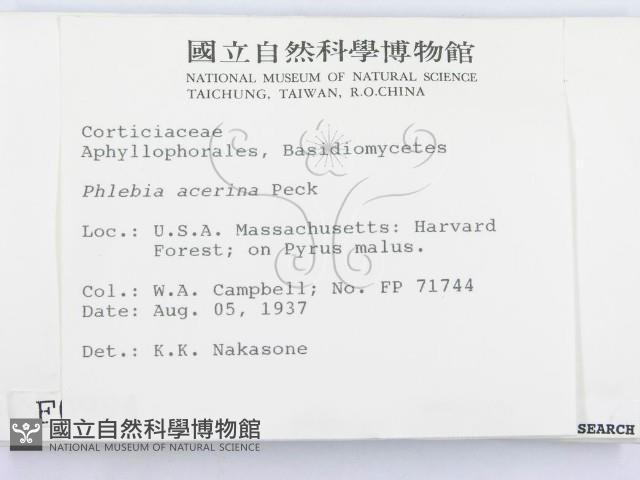 國立自然科學博物館
NATIONAL MUSEUM OF NATURAL SCIENCE
TAICHUNG, TAIWAN, R.O.CHINA
Corticiaceae
Aphyllophorales, Basidiomycetes
Phlebia acerina Peck
Loc.: U.S.A. Massachusetts: Harvard
Forest; on Pyrus malus.
Col.: W.A. Campbell; No. FP 71744
Date: Aug. 05, 1937
Det.: K.K. Nakasone
SEARCH
國立自然科學博物館
NATIONAL MUSEUM OF NATURAL SCIENCE